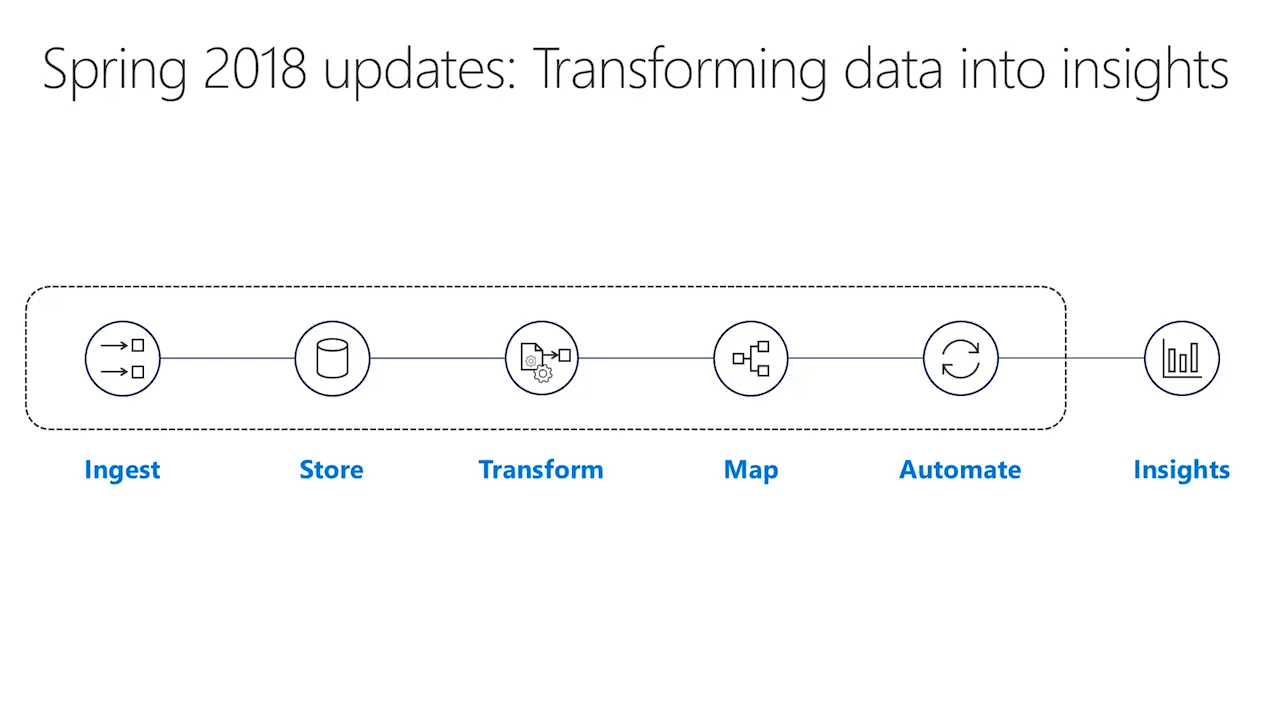 Spring 2018 updates: Transforming data into insights
Ingest
Store
Transform
Map
Automate
Insights